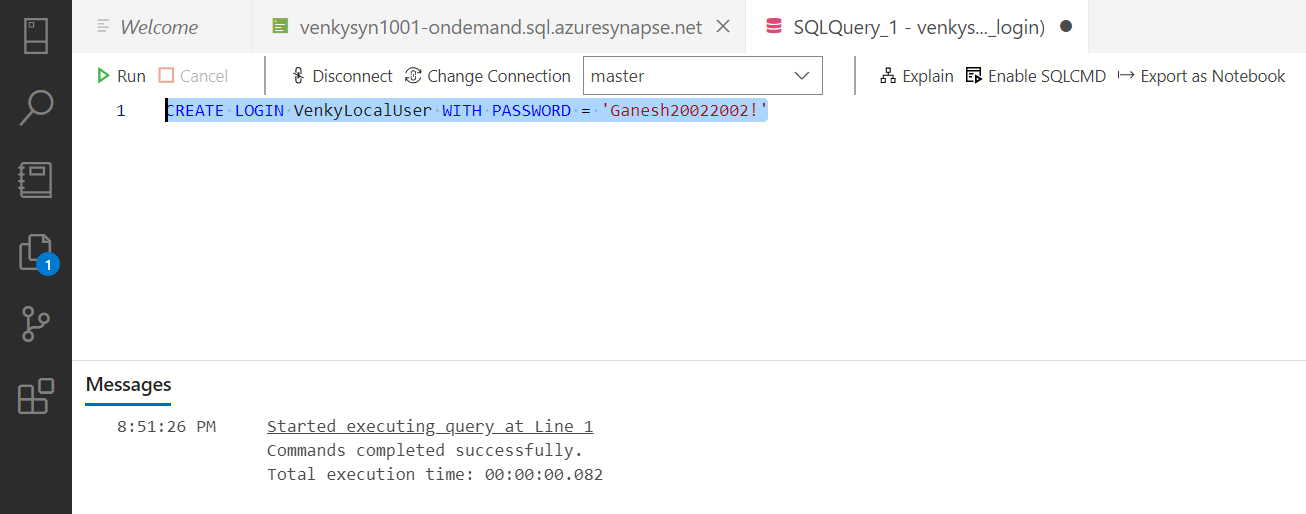 Welcome
venkysyn1001-ondemand.sql.azuresynapse.net
SQLQuery_1 - venkys..._login)
Run Cancel Disconnect Change Connection master Explain Enable SQLCMD Export as Notebook
1 CREATE LOGIN VenkyLocalUser WITH PASSWORD = 'Ganesh20022002!'
1
Messages
8:51:26 PM Started executing query at Line 1
Commands completed successfully.
Total execution time: 00:00:00.082